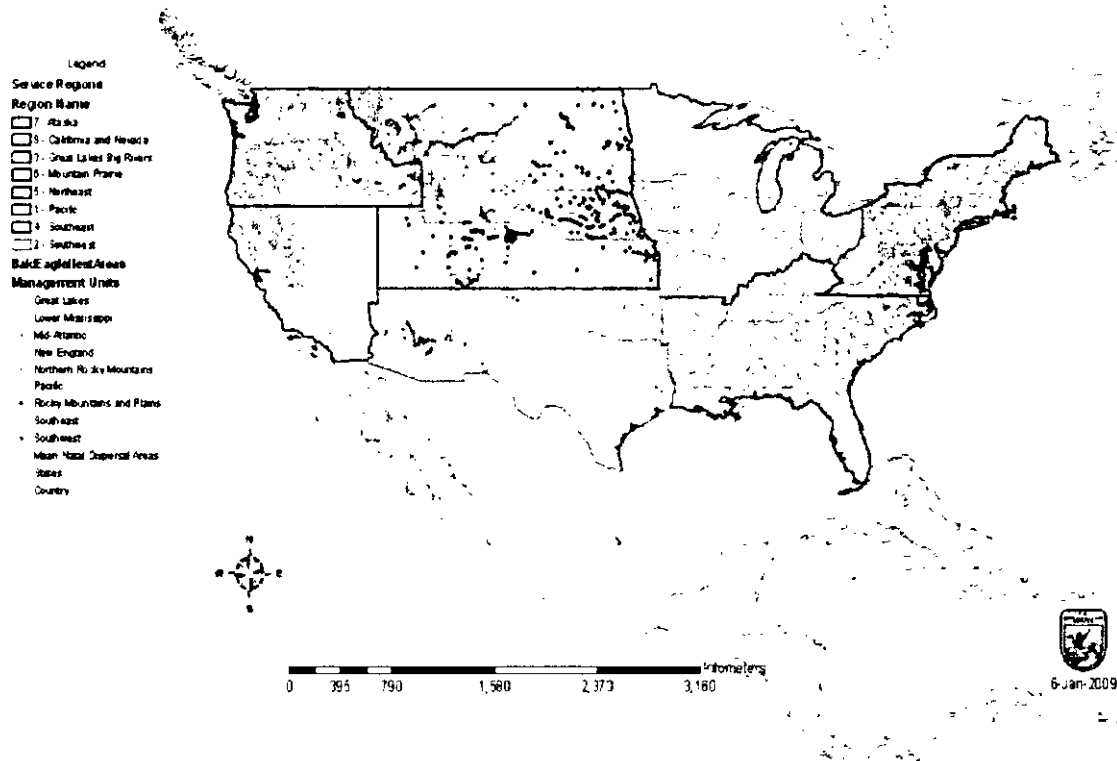 Legend
Service Regions
Region Name
7 - Alaska
8 - California and Nevada
3 - Great Lakes Big Rivers
6 - Mountain Prairie
5 - Northeast
1 - Pacific
4 - Southeast
2 - Southwest
BaldEagleNestAreas
Management Units
Great Lakes
Lower Mississippi
Mid-Atlantic
New England
Northern Rocky Mountains
Pacific
Rocky Mountains and Plains
Southeast
Southwest
Mean Natal Dispersal Areas
States
Country
N
E
S
Kilometers
0 395 790 1,580 2,370 3,160
6-Jan-2009